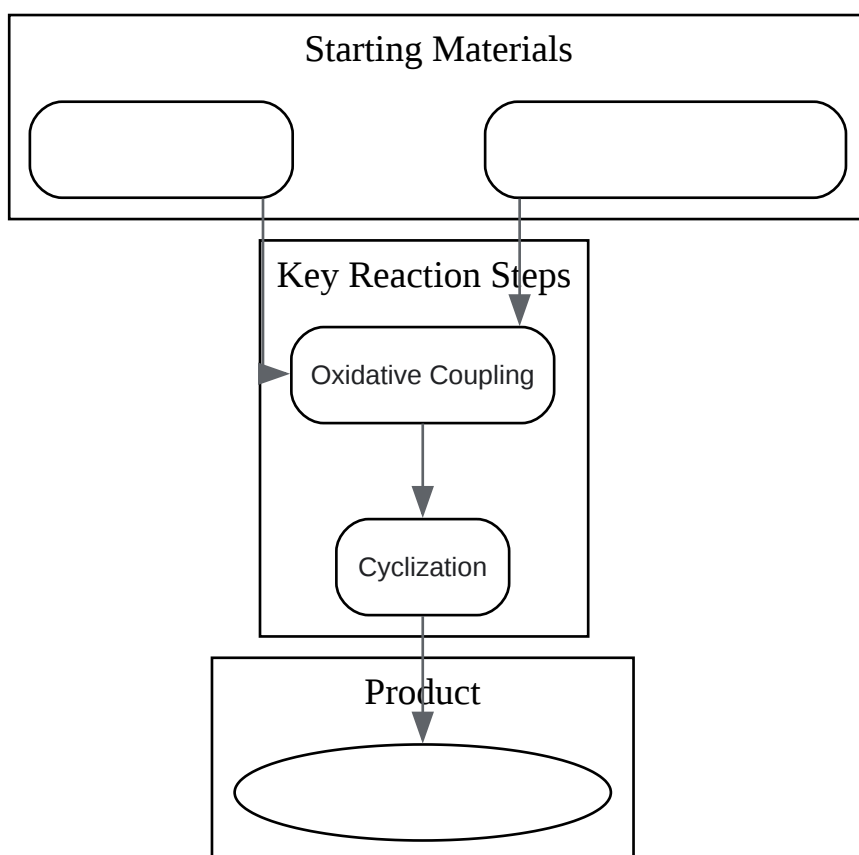 Starting Materials
Key Reaction Steps
Oxidative Coupling
Cyclization
Product